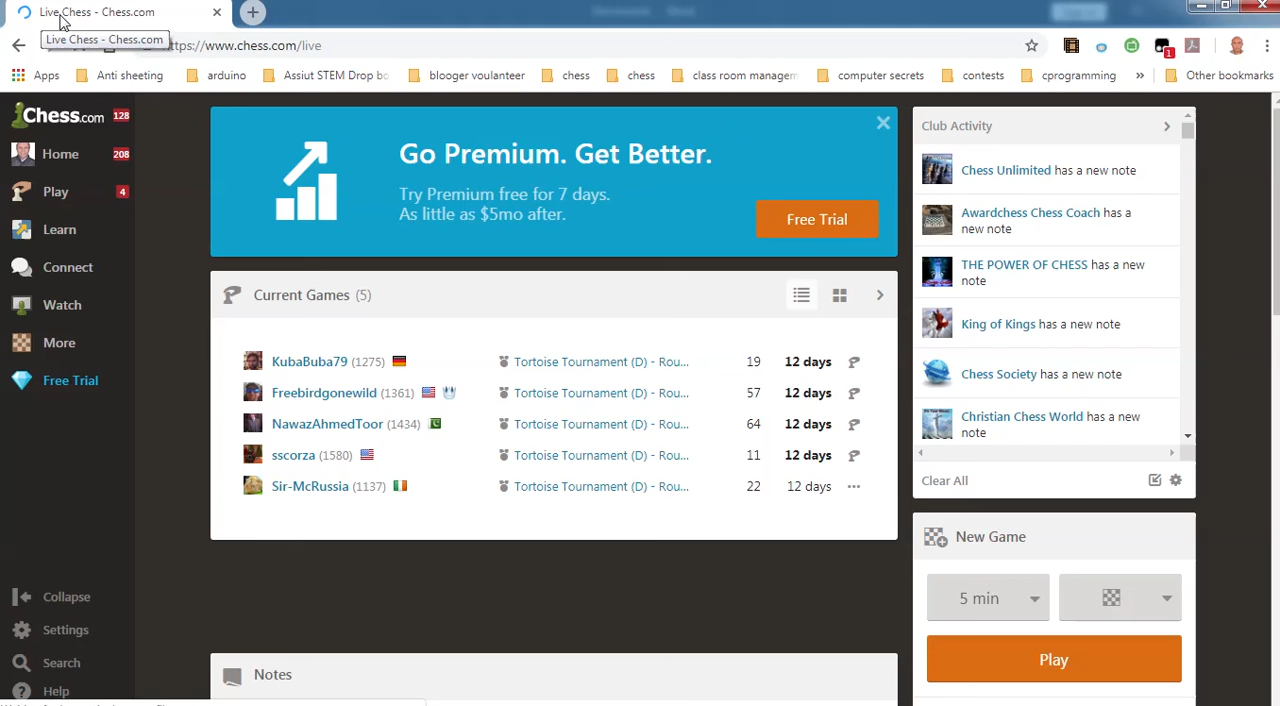 Live Chess - Chess.com
Live Chess - Chess.com
https://www.chess.com/live
1
Apps
Anti sheeting
arduino
Assiut STEM Drop bo
blooger voulanteer
chess
chess
class room managem
computer secrets
contests
cprogramming
»
Other bookmarks
Chess.com 128
Home 208
Play 4
Learn
Connect
Watch
More
Free Trial
Collapse
Settings
Search
Help
Go Premium. Get Better.
Try Premium free for 7 days.
As little as $5mo after.
Free Trial
Current Games (5)
KubaBuba79 (1275) Tortoise Tournament (D) - Rou... 19 12 days
Freebirdgonewild (1361) Tortoise Tournament (D) - Rou... 57 12 days
NawazAhmedToor (1434) Tortoise Tournament (D) - Rou... 64 12 days
sscorza (1580) Tortoise Tournament (D) - Rou... 11 12 days
Sir-McRussia (1137) Tortoise Tournament (D) - Rou... 22 12 days
Notes
Club Activity
Chess Unlimited has a new note
Awardchess Chess Coach has a
new note
THE POWER OF CHESS has a new
note
King of Kings has a new note
Chess Society has a new note
Christian Chess World has a new
note
Clear All
New Game
5 min
Play